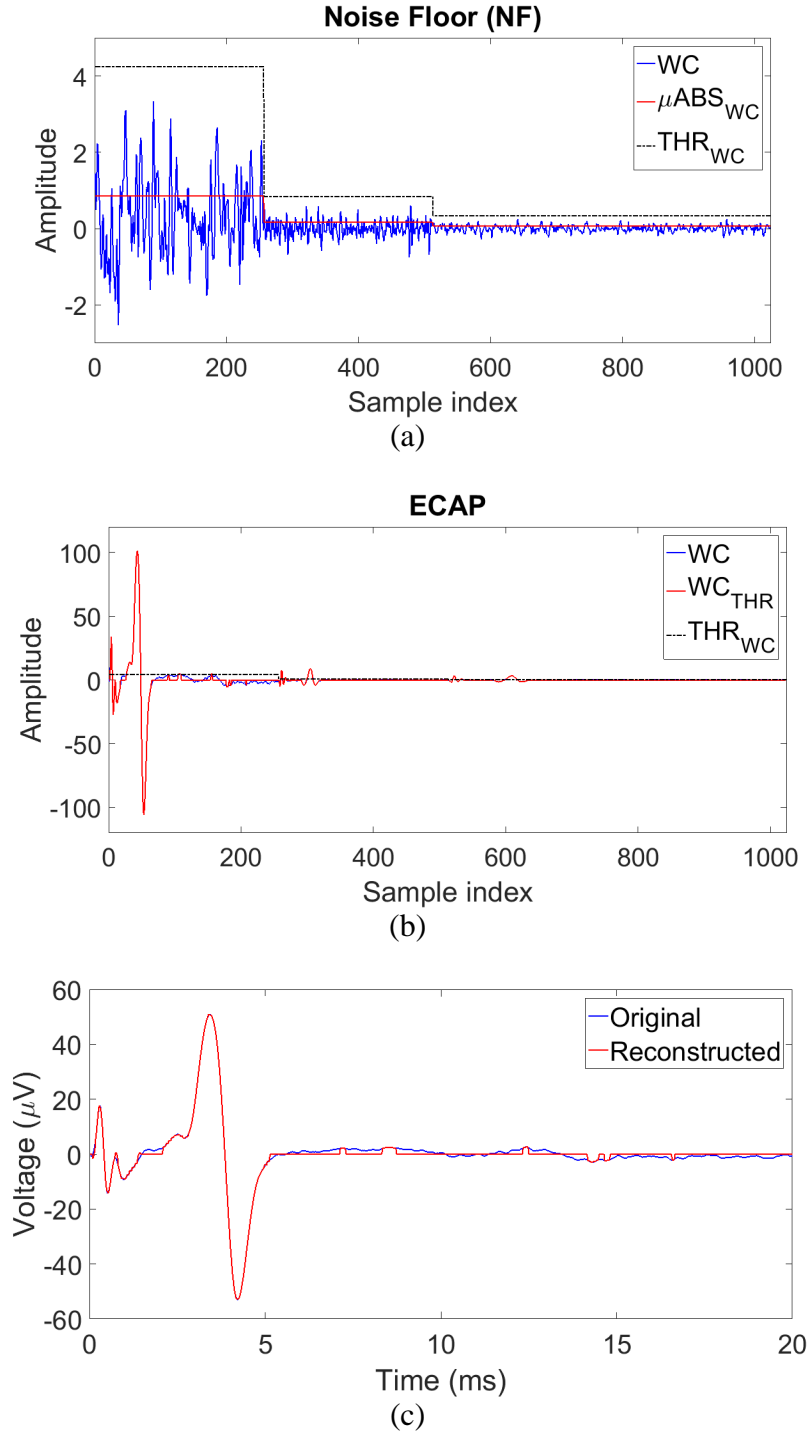 Noise Floor (NF)
WC
μABS_WC
THR_WC
4
2
0
-2
Amplitude
0 200 400 600 800 1000
Sample index
(a)
ECAP
WC
WC_THR
THR_WC
100
50
0
-50
-100
Amplitude
0 200 400 600 800 1000
Sample index
(b)
Original
Reconstructed
60
40
20
0
-20
-40
-60
Voltage (μV)
0 5 10 15 20
Time (ms)
(c)